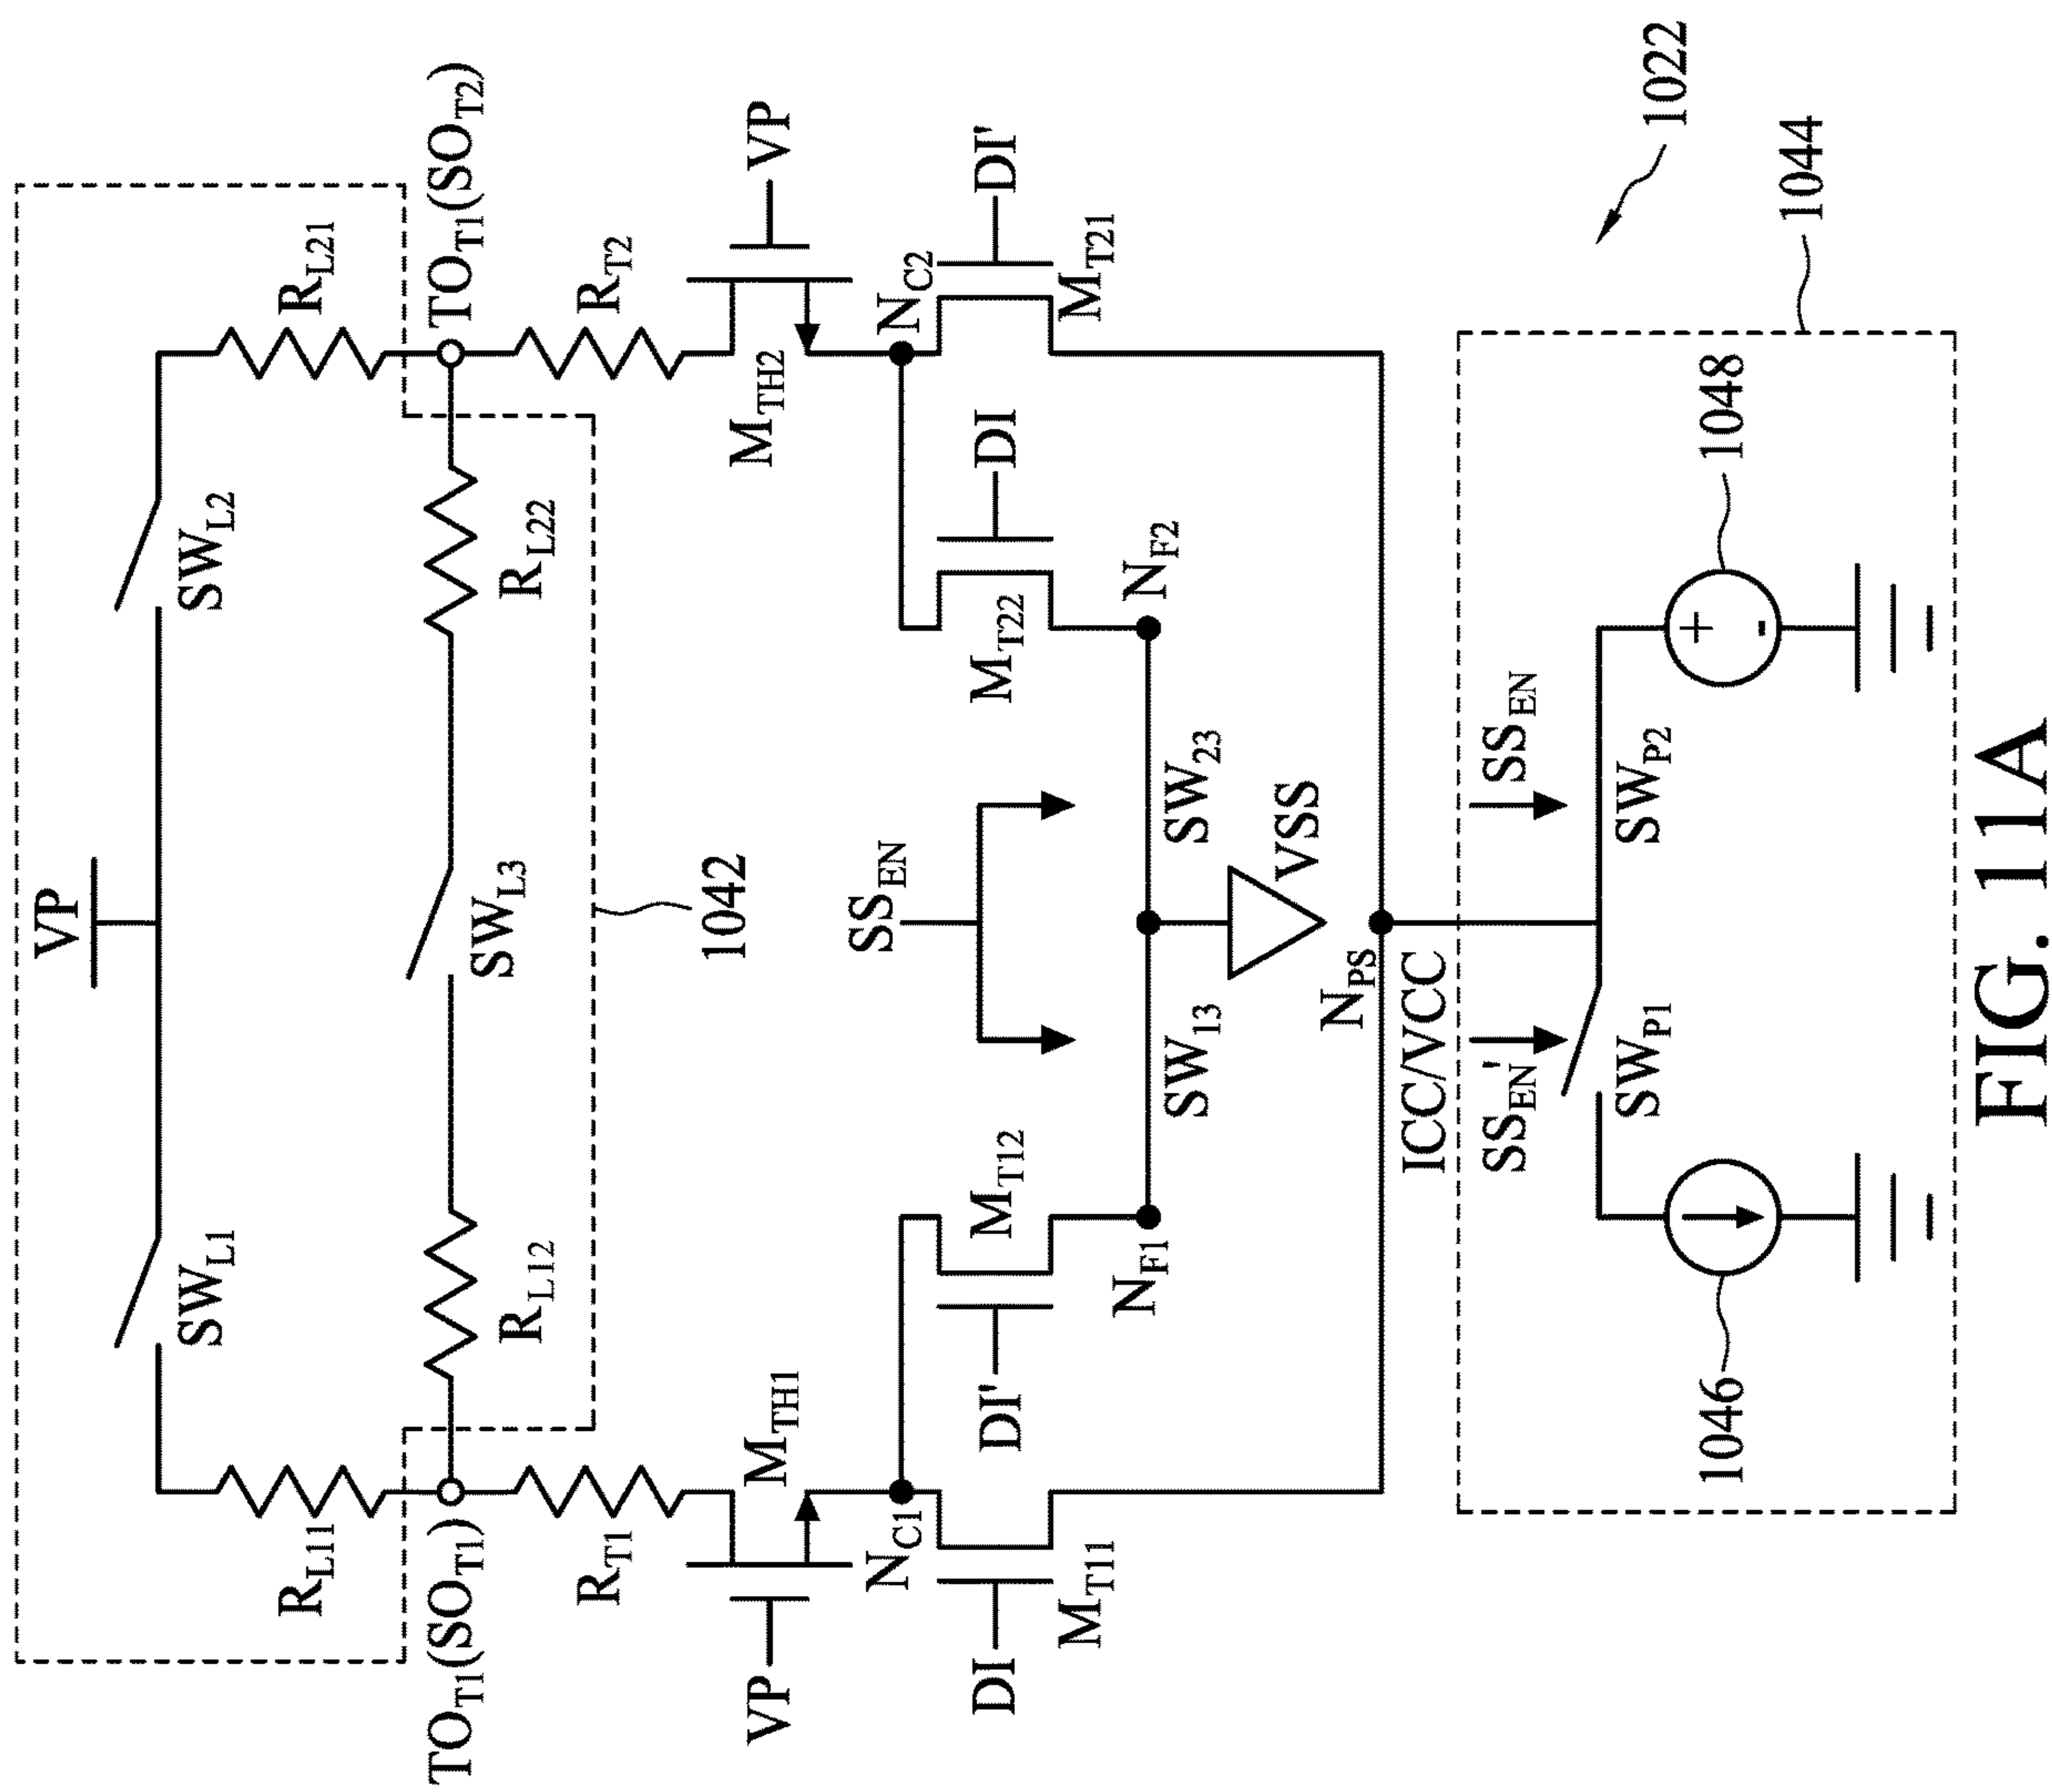 VP
SW_L1
SW_L2
R_L11
R_L21
SW_L3
R_L12
R_L22
TO_T1(SO_T1)
TO_T1(SO_T2)
1042
R_T1
R_T2
VP
M_TH1
M_TH2
VP
N_C1
SS_EN
N_C2
DI
M_T11
DI'
M_T12
M_T22
DI
M_T21
DI'
N_F1
N_F2
SW_13
SW_23
VSS
N_PS
ICC/VCC
SS_EN'
SS_EN
SW_P1
SW_P2
1046
1048
1044
1022
+
-
FIG. 11A